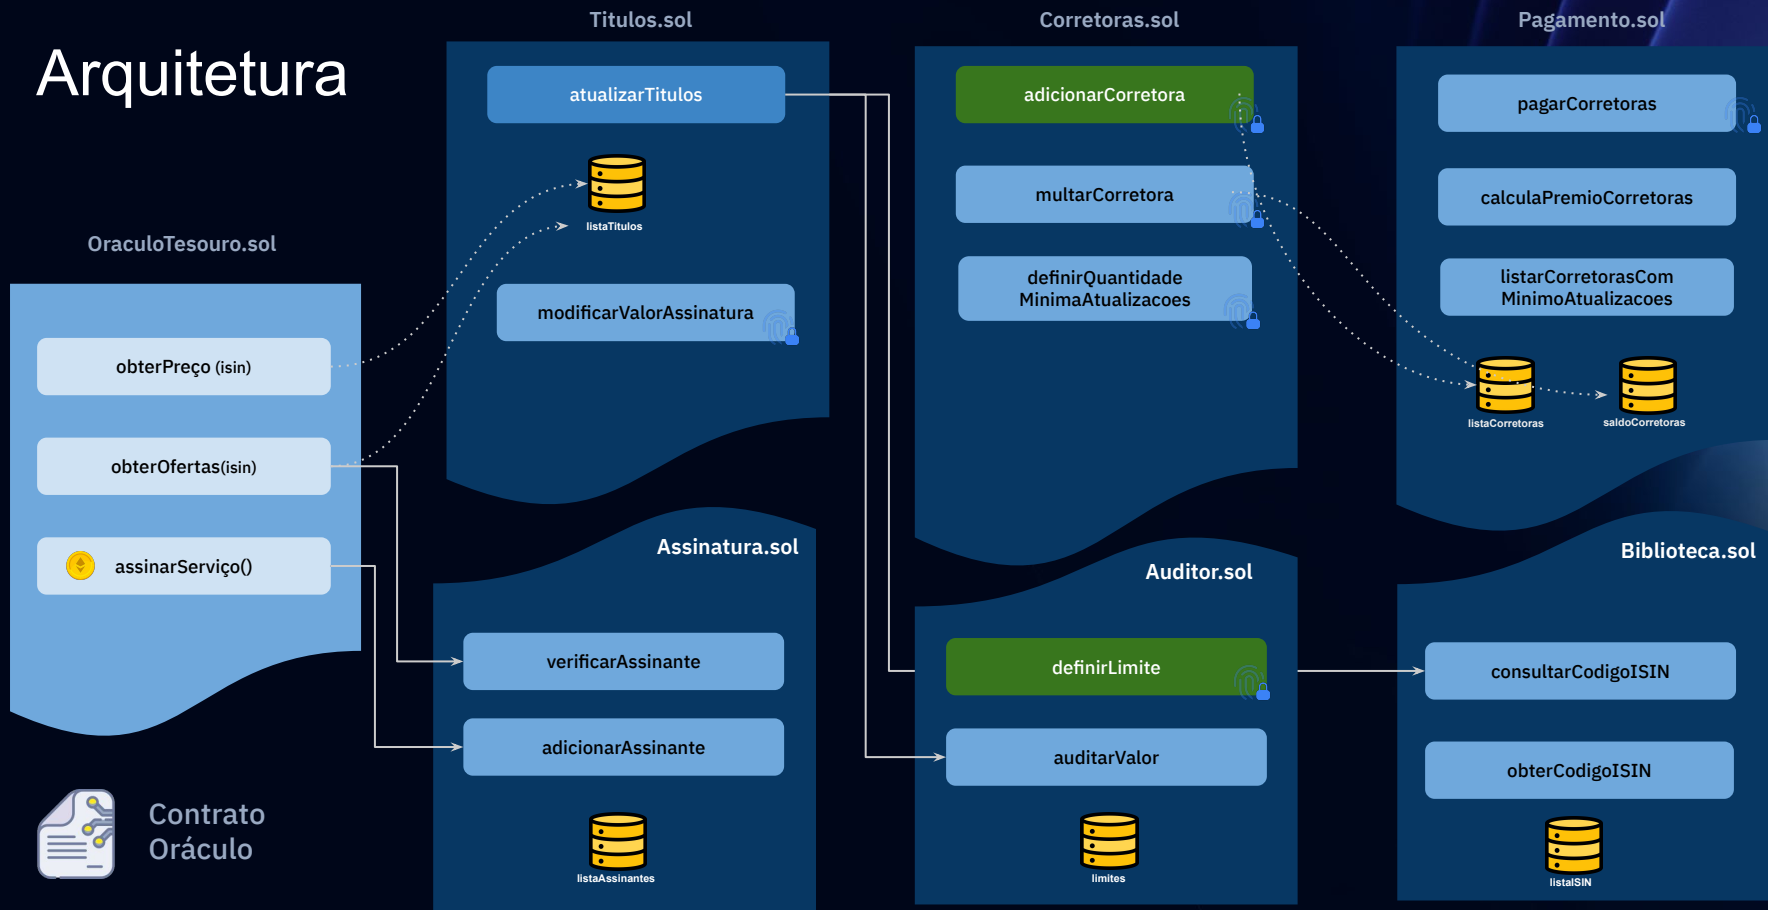 Arquitetura
OraculoTesouro.sol
obterPreço (isin)
obterOfertas(isin)
assinarServiço()
Contrato
Oráculo
Titulos.sol
atualizarTitulos
listaTitulos
modificarValorAssinatura
Assinatura.sol
verificarAssinante
adicionarAssinante
listaAssinantes
Corretoras.sol
adicionarCorretora
multarCorretora
definirQuantidade
MinimaAtualizacoes
Auditor.sol
definirLimite
auditarValor
limites
Pagamento.sol
pagarCorretoras
calculaPremioCorretoras
listarCorretorasCom
MinimoAtualizacoes
listaCorretoras
saldoCorretoras
Biblioteca.sol
consultarCodigoISIN
obterCodigoISIN
listaISIN